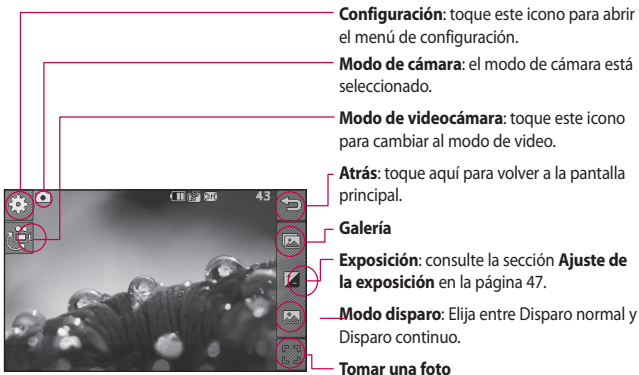 Configuración: toque este icono para abrir
el menú de configuración.
Modo de cámara: el modo de cámara está
seleccionado.
Modo de videocámara: toque este icono
para cambiar al modo de video.
Atrás: toque aquí para volver a la pantalla
principal.
43
Galería
Exposición: consulte la sección Ajuste de
la exposición en la página 47.
Modo disparo: Elija entre Disparo normal y
Disparo continuo.
Tomar una foto